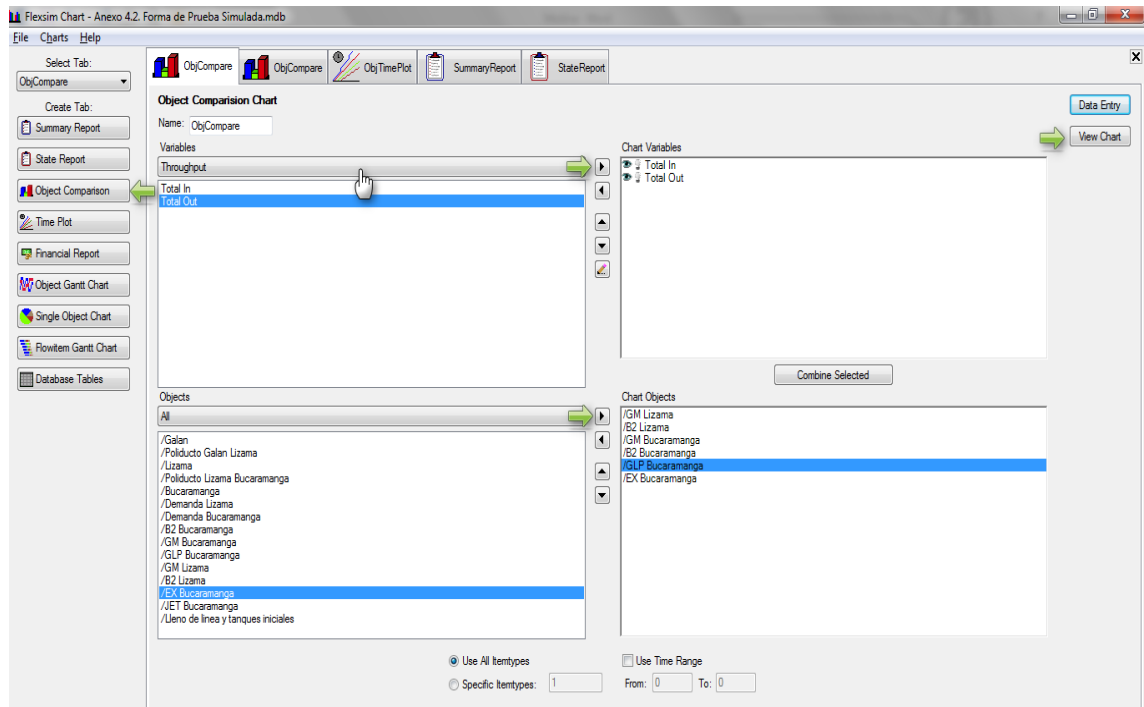 Flexsim Chart - Anexo 4.2. Forma de Prueba Simulada.mdb
File Charts Help
Select Tab:
ObjCompare
Create Tab:
Summary Report
State Report
Object Comparison
Time Plot
Financial Report
Object Gantt Chart
Single Object Chart
Flowitem Gantt Chart
Database Tables
ObjCompare ObjCompare ObjTimePlot SummaryReport StateReport
Object Comparision Chart
Name: ObjCompare
Data Entry
View Chart
Variables
Throughput
Total In
Total Out
Chart Variables
Total In
Total Out
Combine Selected
Objects
All
/Galan
/Poliducto Galan Lizama
/Lizama
/Poliducto Lizama Bucaramanga
/Bucaramanga
/Demanda Lizama
/Demanda Bucaramanga
/B2 Bucaramanga
/GM Bucaramanga
/GLP Bucaramanga
/GM Lizama
/B2 Lizama
/EX Bucaramanga
/JET Bucaramanga
/Lleno de linea y tanques iniciales
Chart Objects
/GM Lizama
/B2 Lizama
/GM Bucaramanga
/B2 Bucaramanga
/GLP Bucaramanga
/EX Bucaramanga
Use All Itemtypes
Specific Itemtypes: 1
Use Time Range
From: 0 To: 0